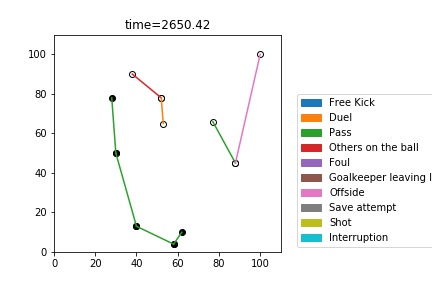 time=2650.42
100
80
60
40
20
0
0
20
40
60
80
100
Free Kick
Duel
Pass
Others on the ball
Foul
Goalkeeper leaving l
Offside
Save attempt
Shot
Interruption